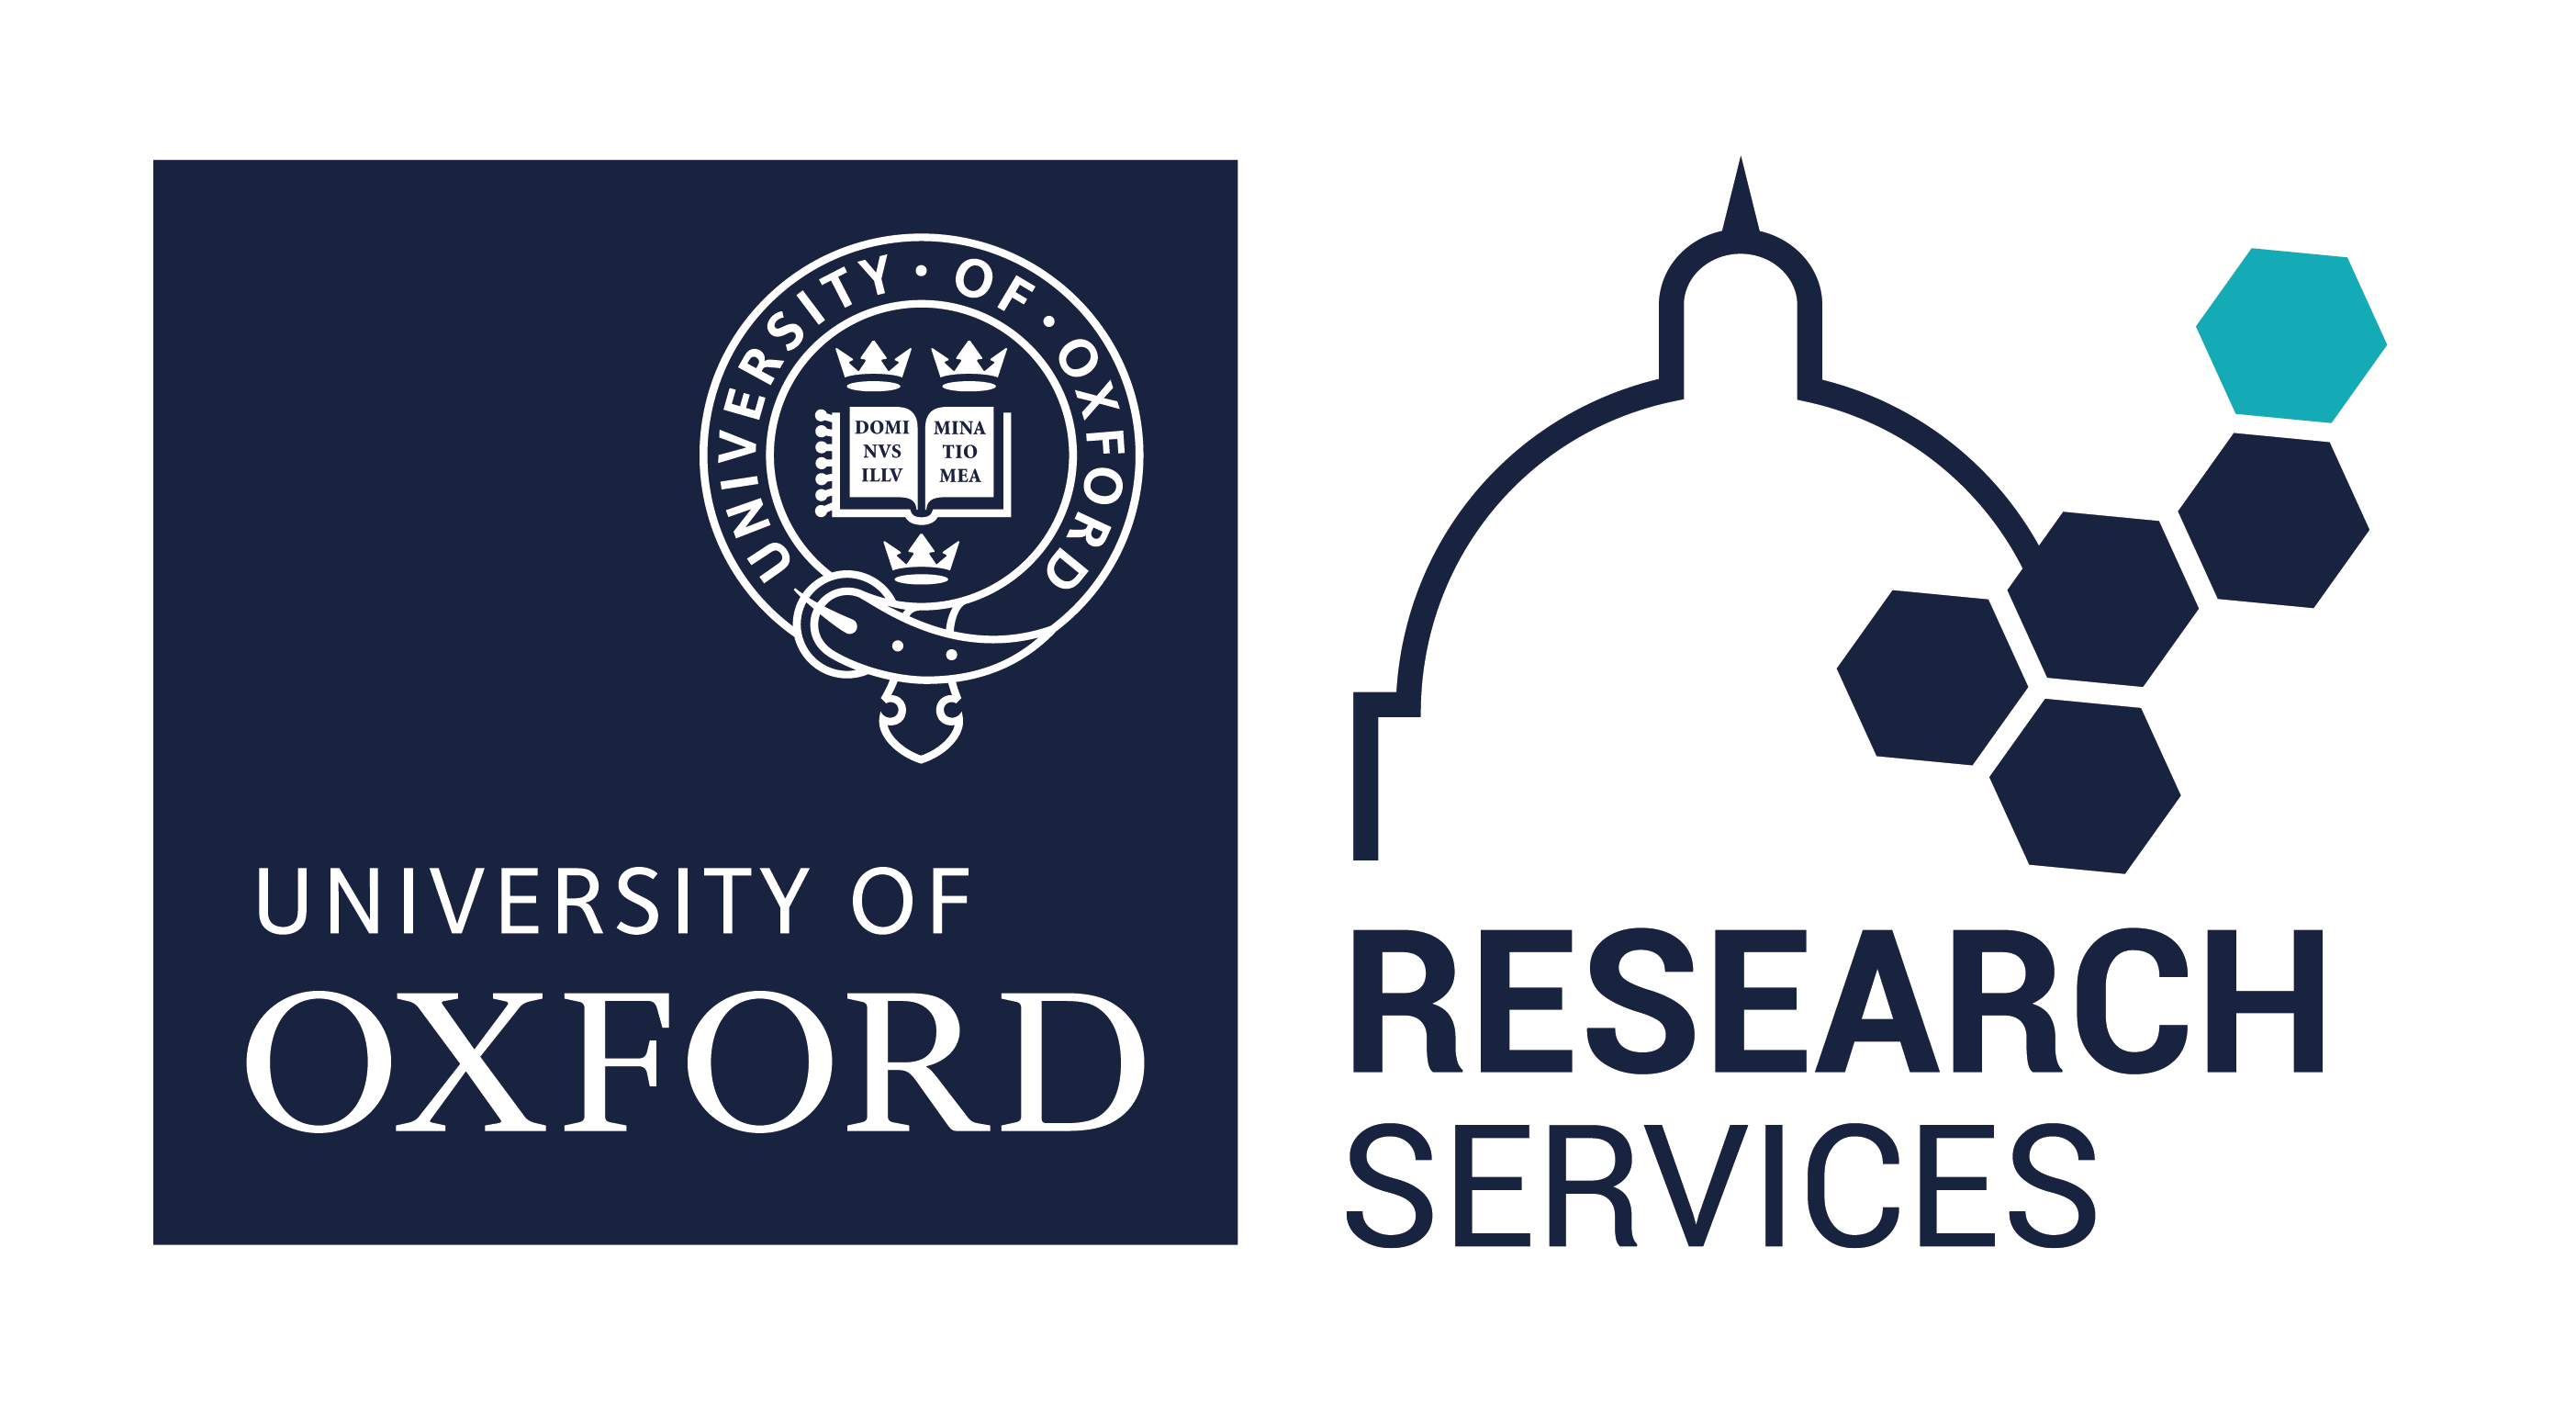 UNIVERSITY · OF · OXFORD
DOMI
NVS
ILLV
MINA
TIO
MEA
UNIVERSITY OF
OXFORD
RESEARCH
SERVICES